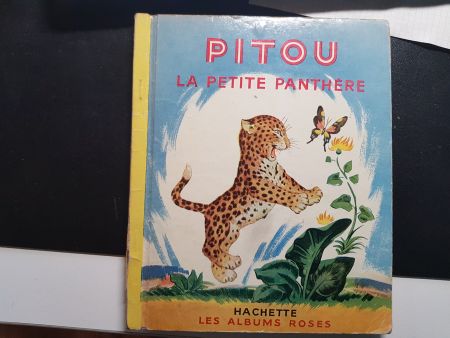 PITOU
LA PETITE PANTHÈRE
HACHETTE
LES ALBUMS ROSES